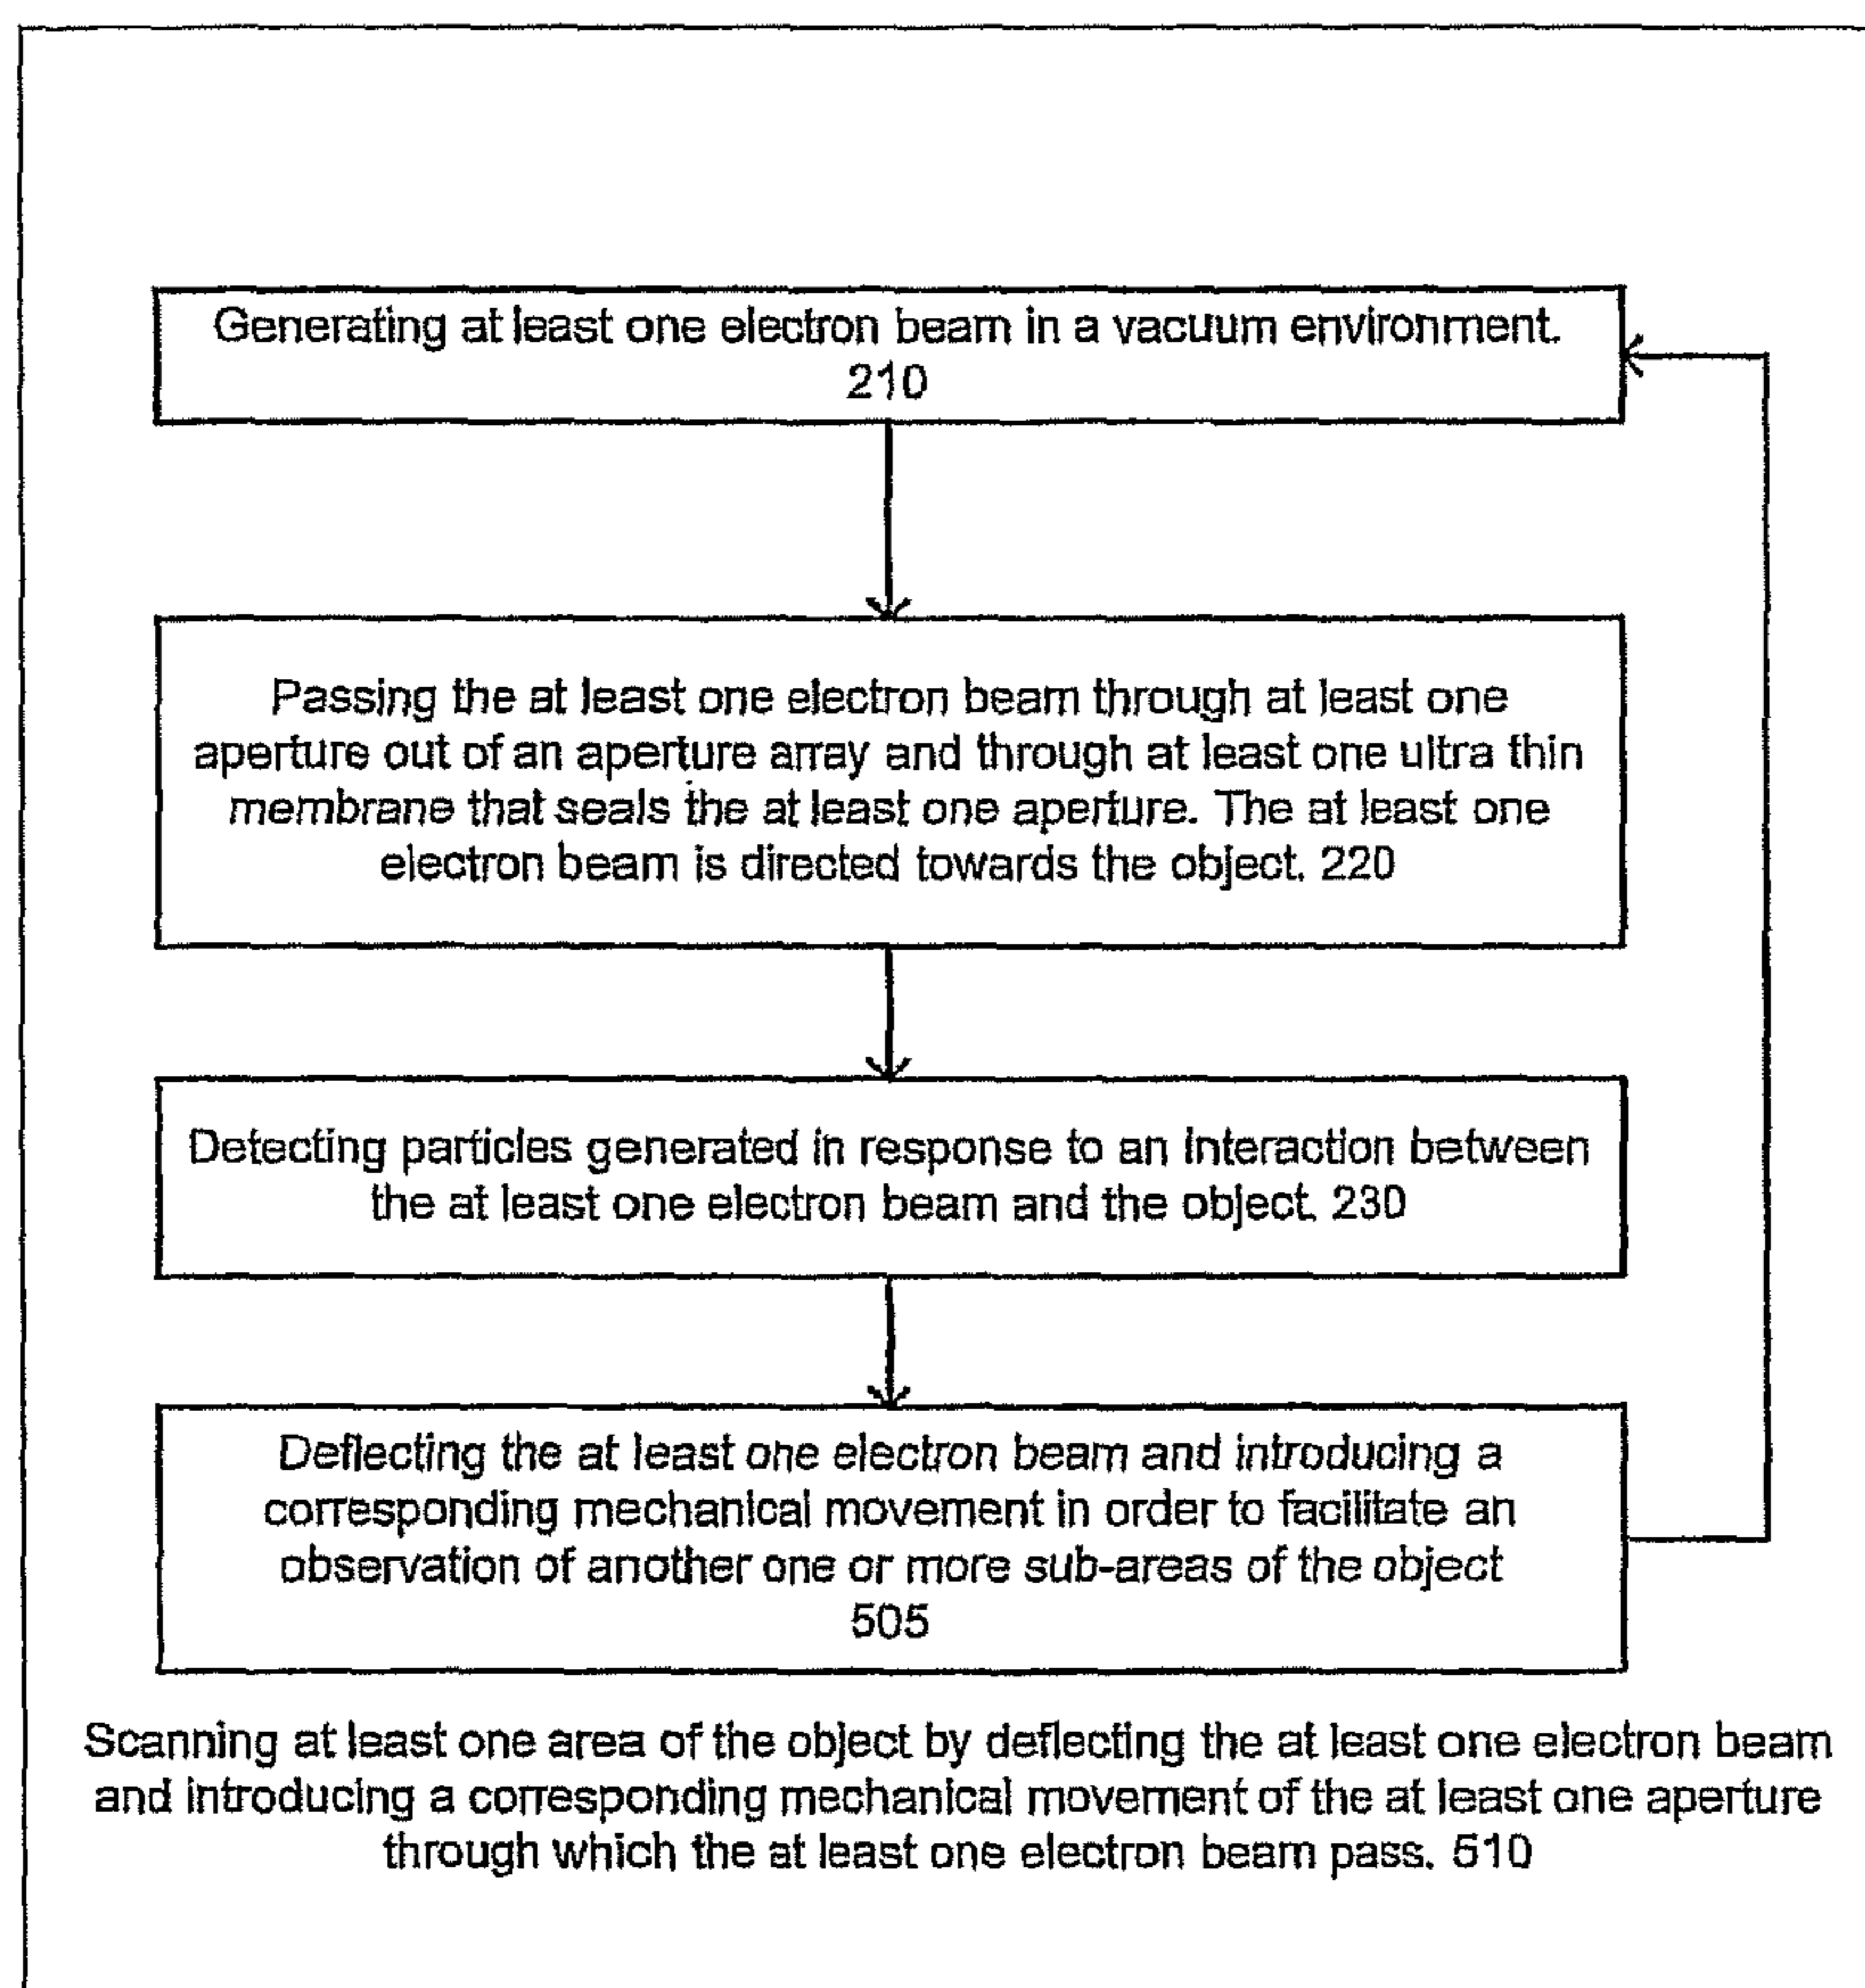 Generating at least one electron beam in a vacuum environment.
210
Passing the at least one electron beam through at least one
aperture out of an aperture array and through at least one ultra thin
membrane that seals the at least one aperture. The at least one
electron beam is directed towards the object. 220
Detecting particles generated in response to an interaction between
the at least one electron beam and the object. 230
Deflecting the at least one electron beam and introducing a
corresponding mechanical movement in order to facilitate an
observation of another one or more sub-areas of the object
505
Scanning at least one area of the object by deflecting the at least one electron beam
and introducing a corresponding mechanical movement of the at least one aperture
through which the at least one electron beam pass. 510